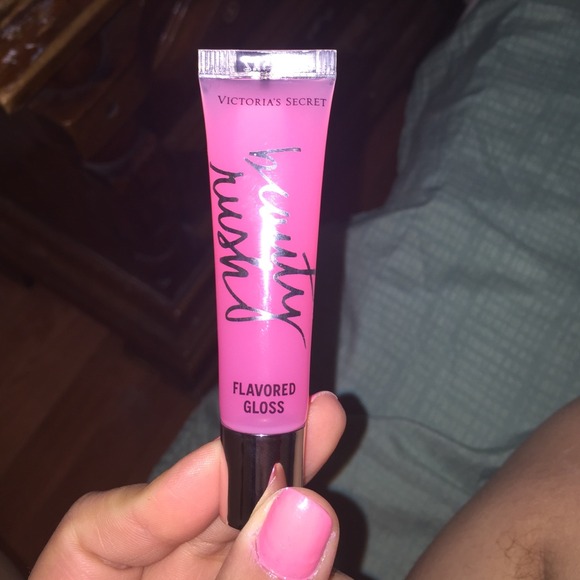 VICTORIA'S SECRET
beauty
rush
FLAVORED
GLOSS